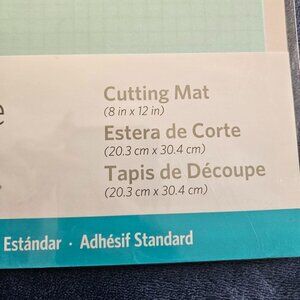 Cutting Mat
(8 in x 12 in)
Estera de Corte
(20.3 cm x 30.4 cm)
Tapis de Découpe
(20.3 cm x 30.4 cm)
Estándar · Adhésif Standard